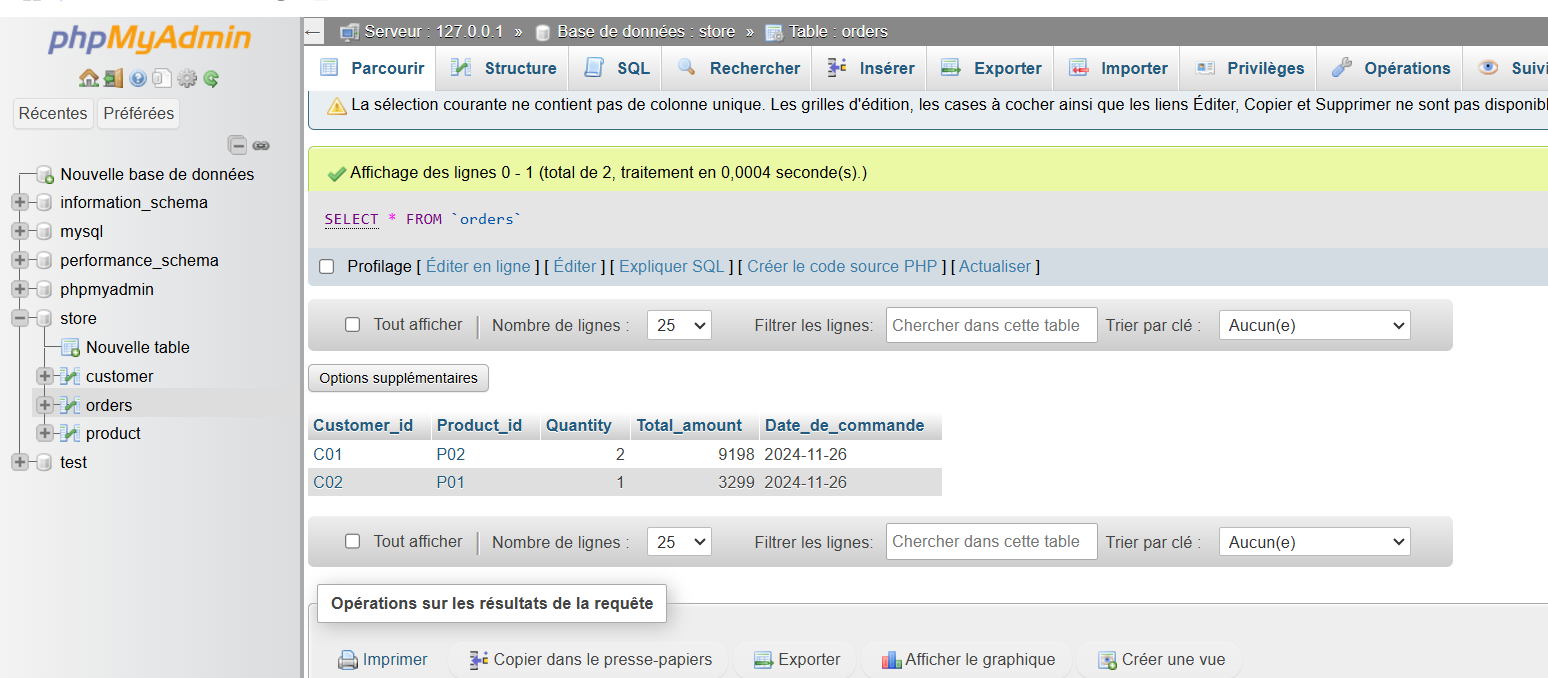 phpMyAdmin
Récentes Préférées
Nouvelle base de données
information_schema
mysql
performance_schema
phpmyadmin
store
Nouvelle table
customer
orders
product
test
Serveur : 127.0.0.1 » Base de données : store » Table : orders
Parcourir Structure SQL Rechercher Insérer Exporter Importer Privilèges Opérations Suivi
La sélection courante ne contient pas de colonne unique. Les grilles d'édition, les cases à cocher ainsi que les liens Éditer, Copier et Supprimer ne sont pas disponibl
Affichage des lignes 0 - 1 (total de 2, traitement en 0,0004 seconde(s).)
SELECT * FROM `orders`
Profilage [ Éditer en ligne ] [ Éditer ] [ Expliquer SQL ] [ Créer le code source PHP ] [ Actualiser ]
Tout afficher | Nombre de lignes : 25 Filtrer les lignes: Chercher dans cette table Trier par clé : Aucun(e)
Options supplémentaires
Customer_id Product_id Quantity Total_amount Date_de_commande
C01 P02 2 9198 2024-11-26
C02 P01 1 3299 2024-11-26
Tout afficher | Nombre de lignes : 25 Filtrer les lignes: Chercher dans cette table Trier par clé : Aucun(e)
Opérations sur les résultats de la requête
Imprimer Copier dans le presse-papiers Exporter Afficher le graphique Créer une vue